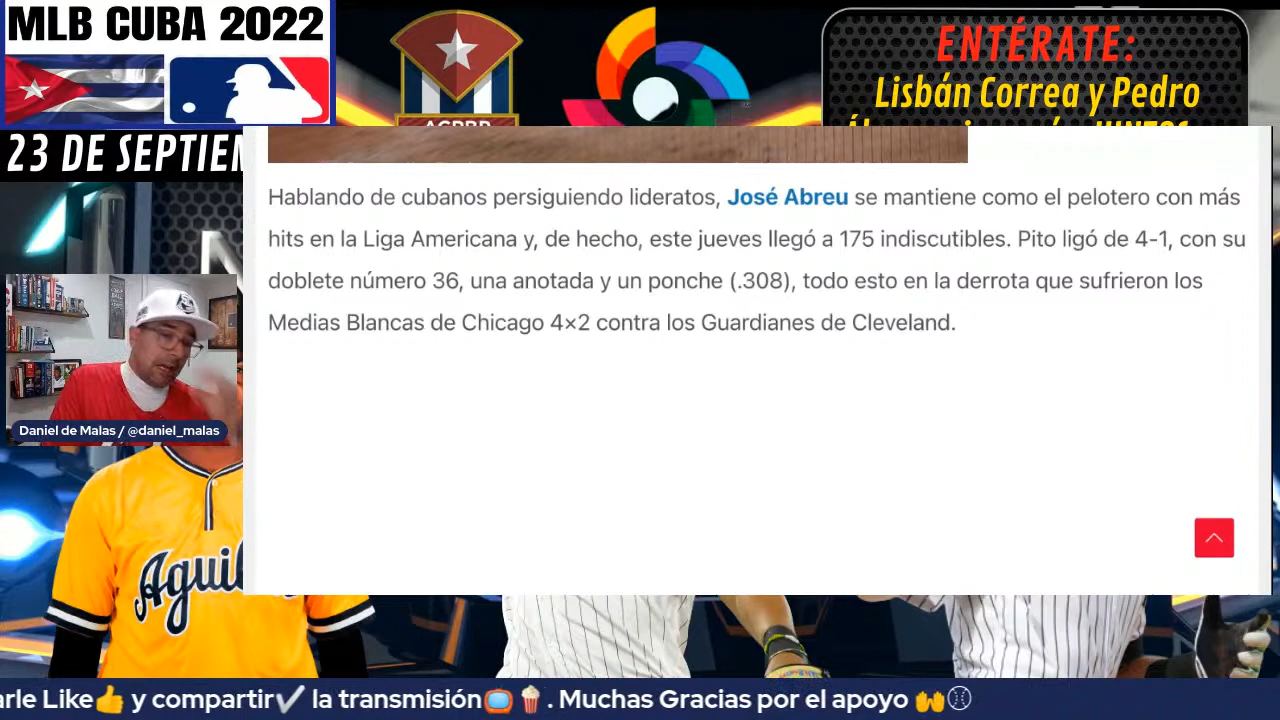 MLB CUBA 2022
ENTÉRATE:
Lisbán Correa y Pedro
23 DE SEPTIEM
Hablando de cubanos persiguiendo lideratos, José Abreu se mantiene como el pelotero con más
hits en la Liga Americana y, de hecho, este jueves llegó a 175 indiscutibles. Pito ligó de 4-1, con su
doblete número 36, una anotada y un ponche (.308), todo esto en la derrota que sufrieron los
Medias Blancas de Chicago 4×2 contra los Guardianes de Cleveland.
Daniel de Malas / @daniel_malas
Agui
arle Like👍 y compartir✔️ la transmisión📺🍿. Muchas Gracias por el apoyo 🙌⚾